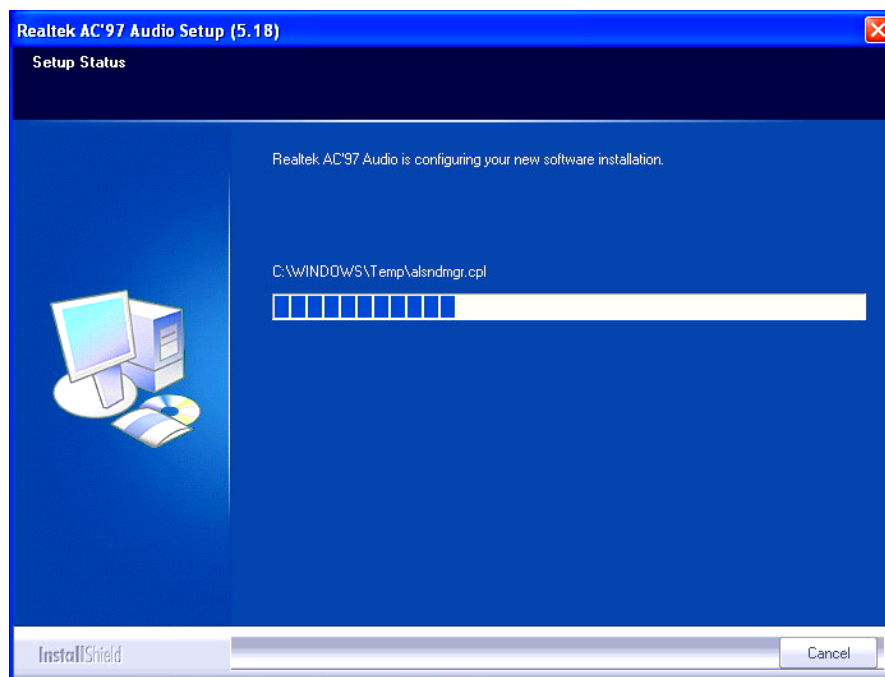 Realtek AC'97 Audio Setup (5.18)
Setup Status
Realtek AC'97 Audio is configuring your new software installation.
C:\WINDOWS\Temp\alsndmgr.cpl
InstallShield
Cancel